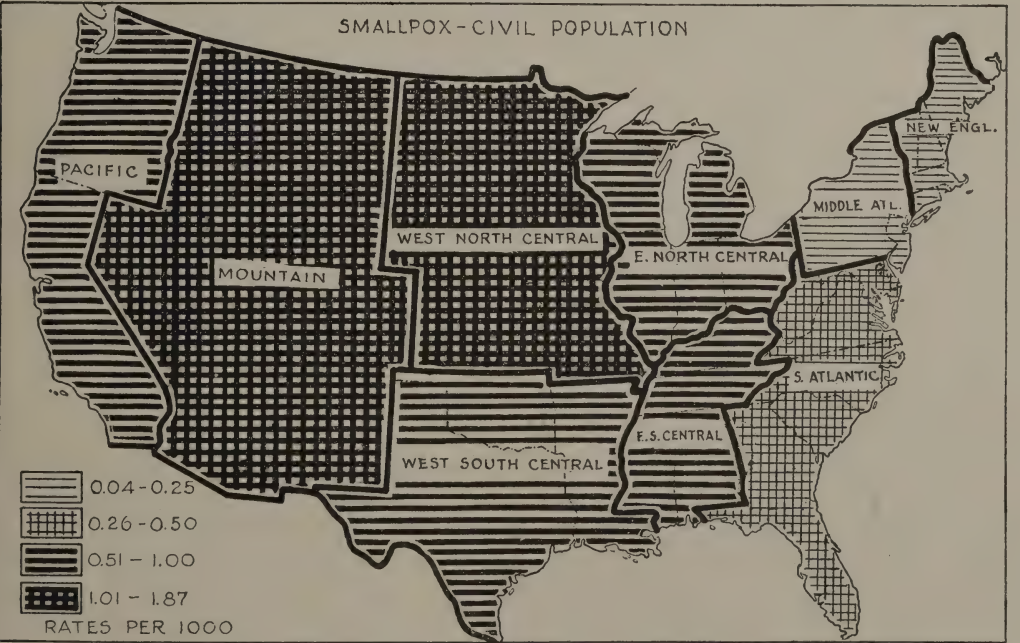 SMALLPOX-CIVIL POPULATION
NEW ENGL.
PACIFIC
MIDDLE ATL.
WEST NORTH CENTRAL
E. NORTH CENTRAL
MOUNTAIN
S. ATLANTIC
E.S. CENTRAL
WEST SOUTH CENTRAL
0.04-0.25
0.26-0.50
0.51-1.00
1.01-1.87
RATES PER 1000